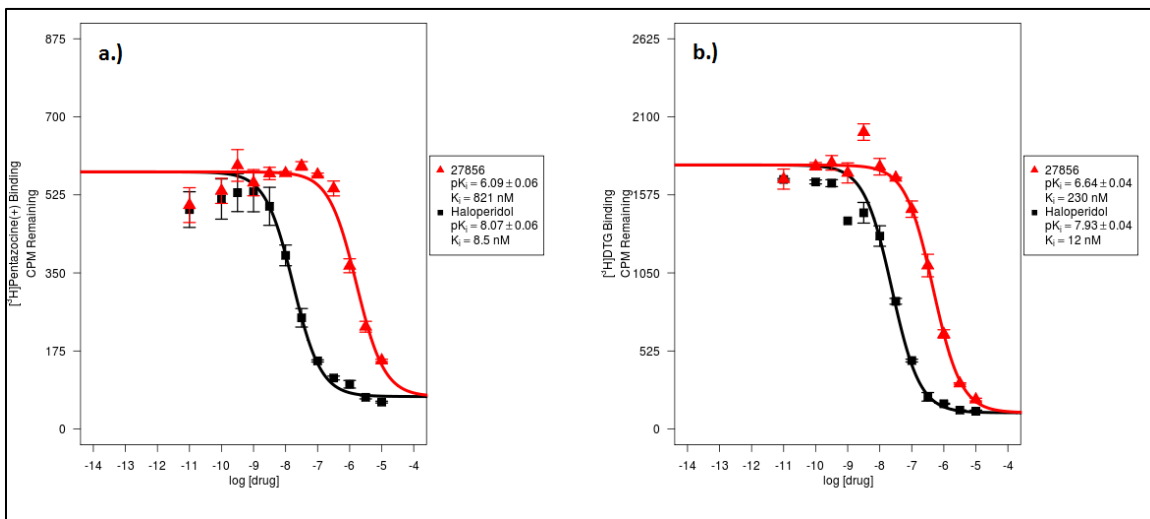 a.)
875
700
525
350
175
0
[³H]Pentazocine(+) Binding
CPM Remaining
-14 -13 -12 -11 -10 -9 -8 -7 -6 -5 -4
log [drug]
27856
pKᵢ = 6.09 ± 0.06
Kᵢ = 821 nM
Haloperidol
pKᵢ = 8.07 ± 0.06
Kᵢ = 8.5 nM
b.)
2625
2100
1575
1050
525
0
[³H]DTG Binding
CPM Remaining
-14 -13 -12 -11 -10 -9 -8 -7 -6 -5 -4
log [drug]
27856
pKᵢ = 6.64 ± 0.04
Kᵢ = 230 nM
Haloperidol
pKᵢ = 7.93 ± 0.04
Kᵢ = 12 nM